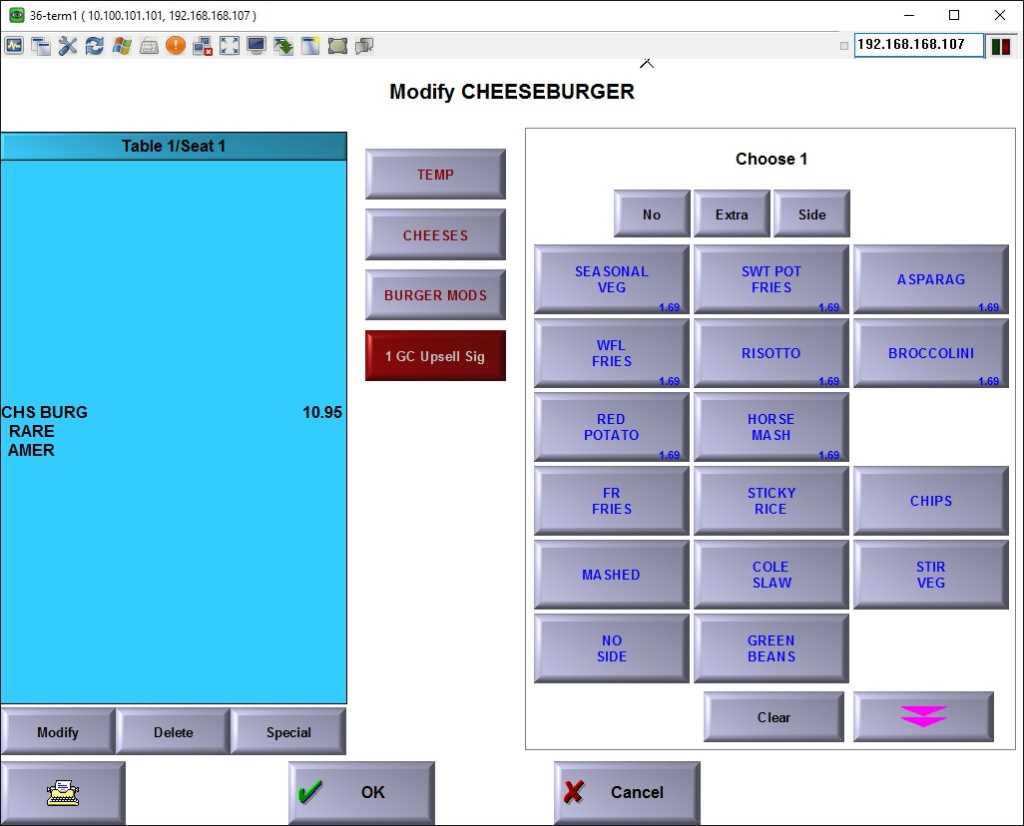 36-term1 ( 10.100.101.101, 192.168.168.107 )
192.168.168.107
Modify CHEESEBURGER
Table 1/Seat 1
CHS BURG 10.95
RARE
AMER
TEMP
CHEESES
BURGER MODS
1 GC Upsell Sig
Choose 1
No Extra Side
SEASONAL
VEG
1.69
SWT POT
FRIES
1.69
ASPARAG
1.69
WFL
FRIES
1.69
RISOTTO
1.69
BROCCOLINI
1.69
RED
POTATO
1.69
HORSE
MASH
1.69
FR
FRIES
STICKY
RICE
CHIPS
MASHED
COLE
SLAW
STIR
VEG
NO
SIDE
GREEN
BEANS
Clear
Modify Delete Special
OK Cancel